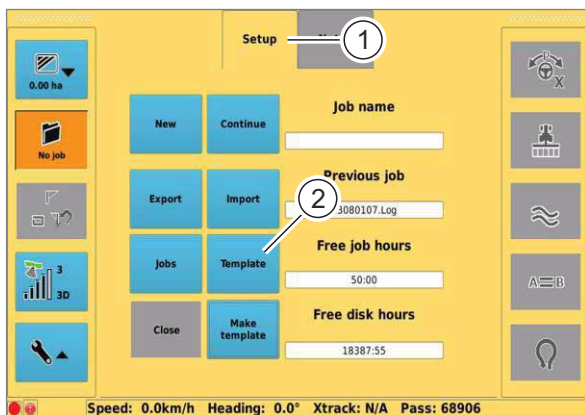 Setup
1
0.00 ha
X
Job name
New
Continue
No job
Previous job
Export
Import
2
3080107.Log
3
3D
Jobs
Template
Free job hours
50:00
A
B
Close
Make
template
Free disk hours
18387:55
Speed: 0.0km/h Heading: 0.0° Xtrack: N/A Pass: 68906